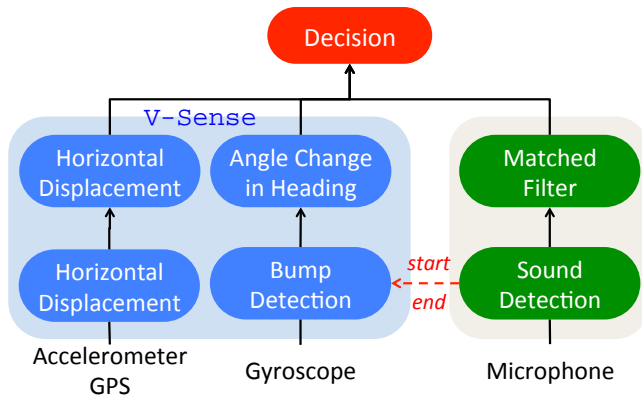 Decision
V-Sense
Horizontal
Displacement
Angle Change
in Heading
Matched
Filter
Horizontal
Displacement
Bump
Detection
start
end
Sound
Detection
Accelerometer
GPS
Gyroscope
Microphone